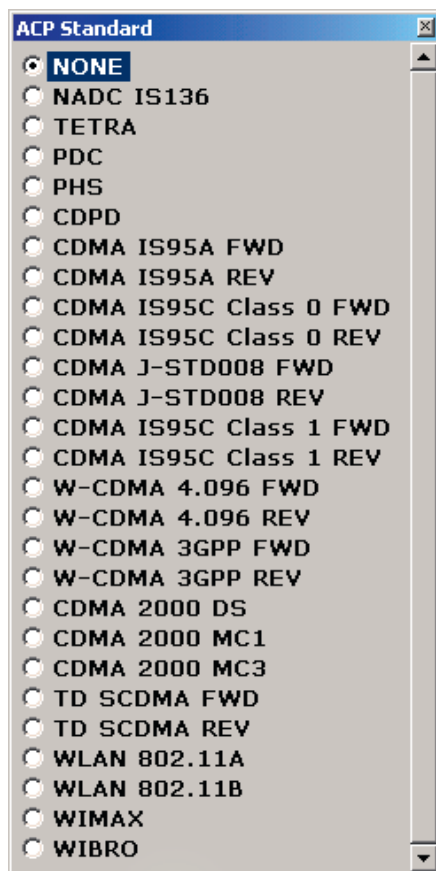 ACP Standard
NONE
NADC IS136
TETRA
PDC
PHS
CDPD
CDMA IS95A FWD
CDMA IS95A REV
CDMA IS95C Class 0 FWD
CDMA IS95C Class 0 REV
CDMA J-STD008 FWD
CDMA J-STD008 REV
CDMA IS95C Class 1 FWD
CDMA IS95C Class 1 REV
W-CDMA 4.096 FWD
W-CDMA 4.096 REV
W-CDMA 3GPP FWD
W-CDMA 3GPP REV
CDMA 2000 DS
CDMA 2000 MC1
CDMA 2000 MC3
TD SCDMA FWD
TD SCDMA REV
WLAN 802.11A
WLAN 802.11B
WIMAX
WIBRO